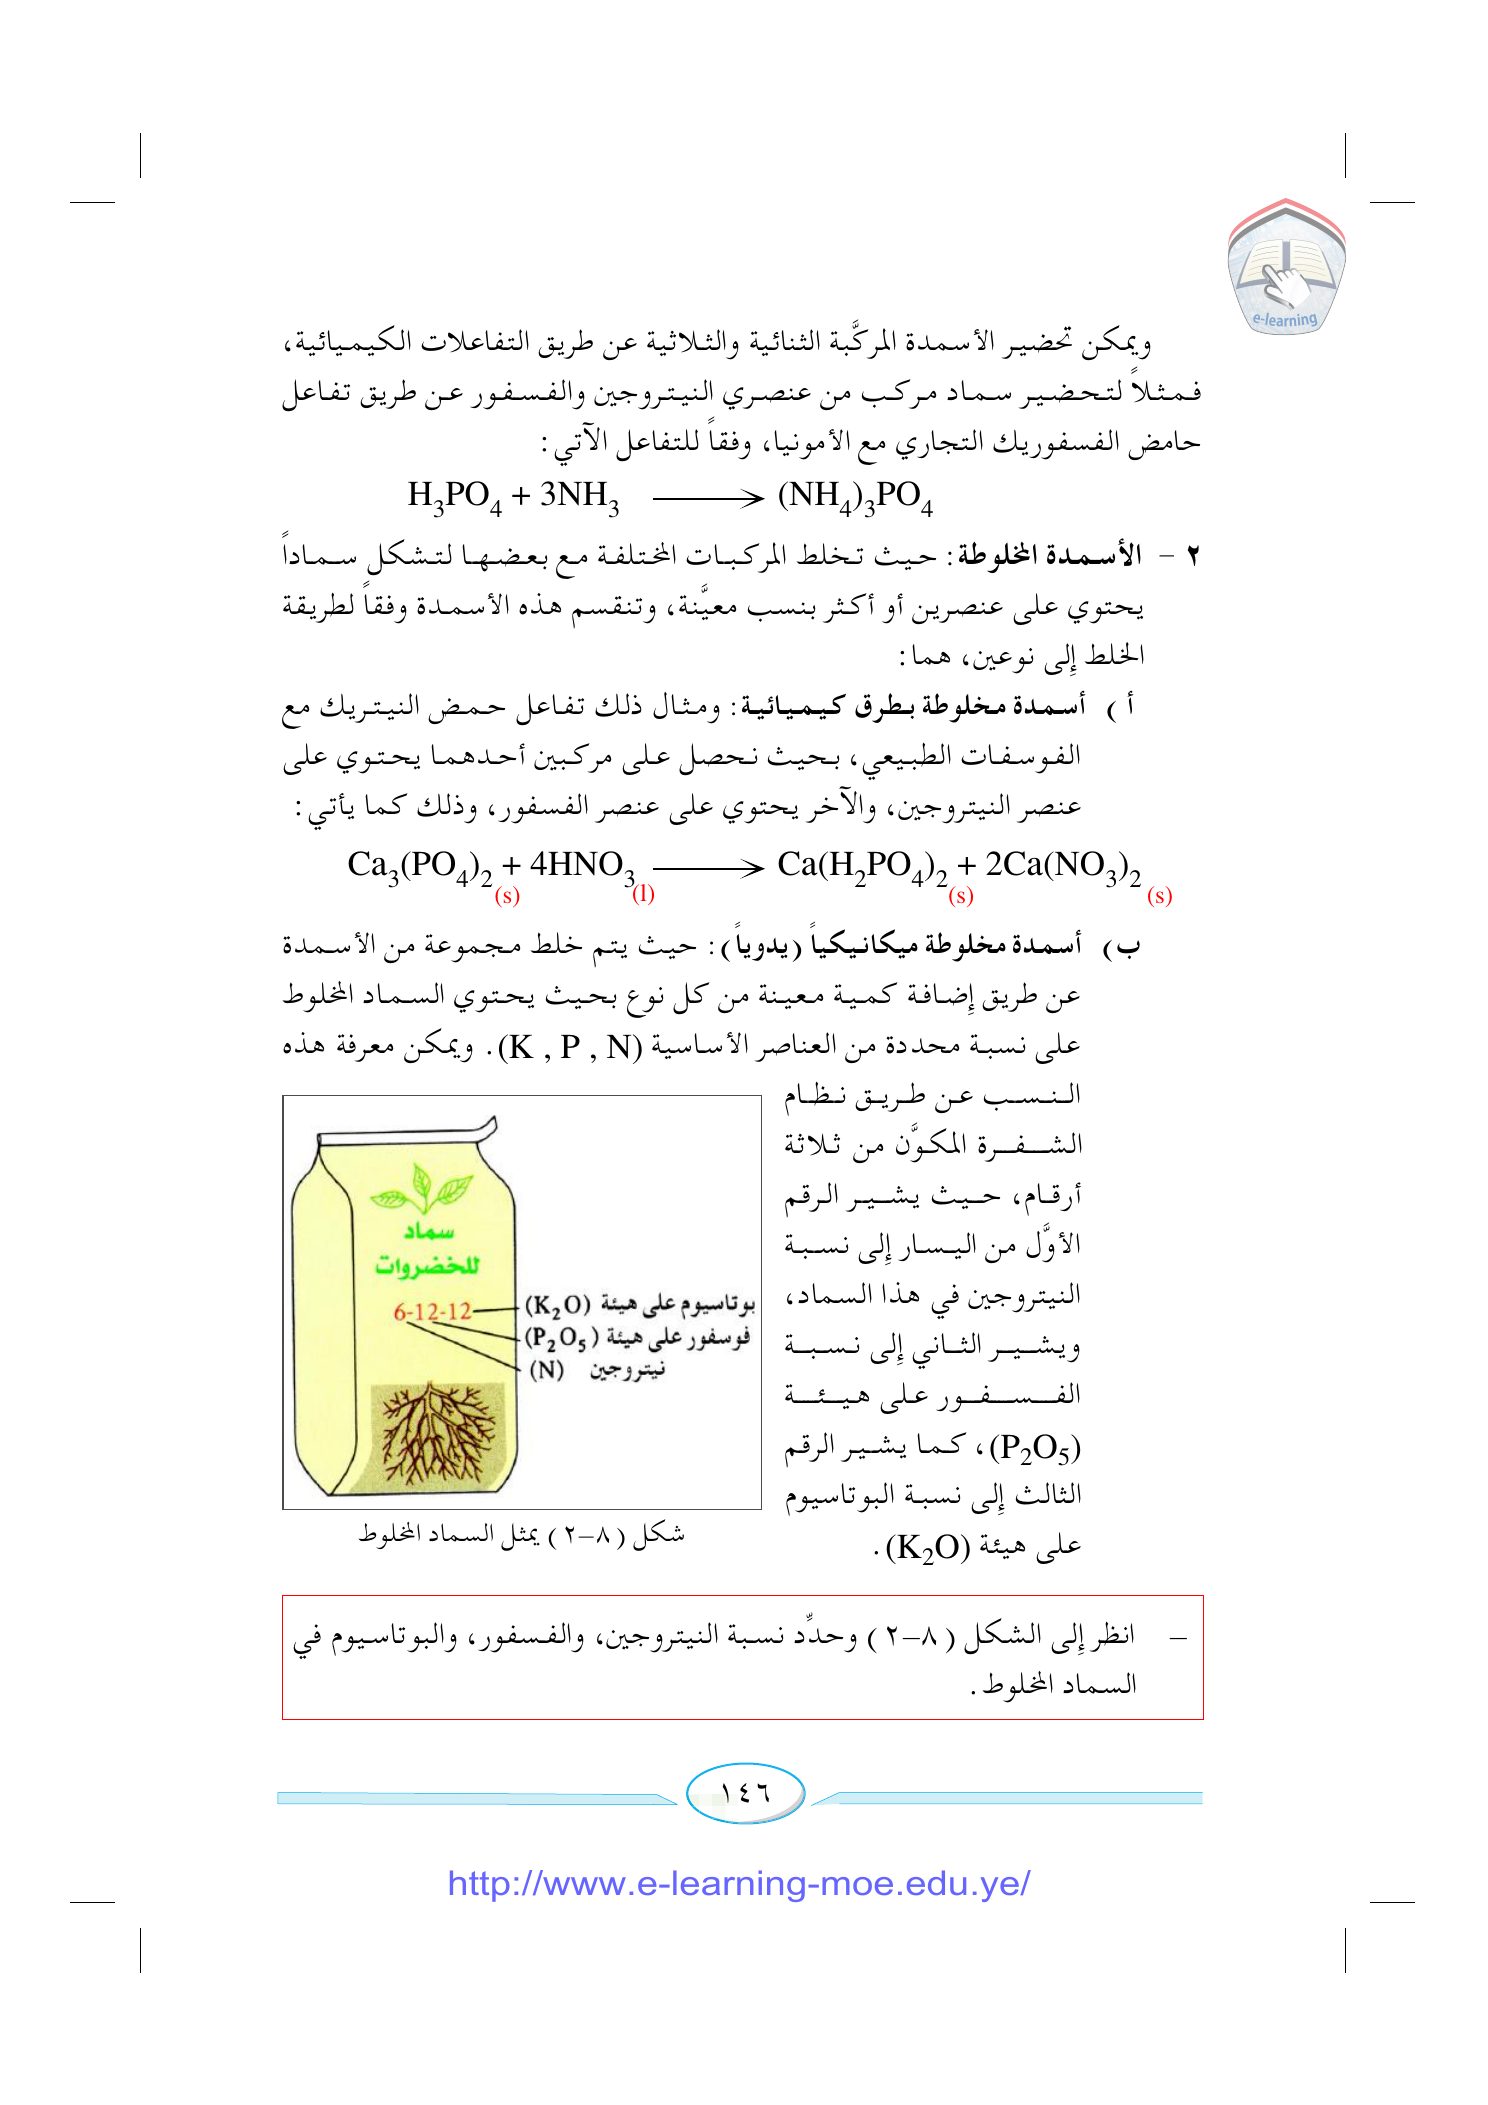 e-learning
ويمكن تحضير الأسمدة المركَّبة الثنائية والثلاثية عن طريق التفاعلات الكيميائية،
فمثلاً لتحضير سماد مركب من عنصري النيتروجين والفسفور عن طريق تفاعل
حامض الفسفوريك التجاري مع الأمونيا، وفقاً للتفاعل الآتي:
H₃PO₄ + 3NH₃ ⟶ (NH₄)₃PO₄
٢ – الأسمدة المخلوطة: حيث تخلط المركبات المختلفة مع بعضها لتشكل سماداً
يحتوي على عنصرين أو أكثر بنسب معيَّنة، وتنقسم هذه الأسمدة وفقاً لطريقة
الخلط إلى نوعين، هما:
أ ) أسمدة مخلوطة بطرق كيميائية: ومثال ذلك تفاعل حمض النيتريك مع
الفوسفات الطبيعي، بحيث نحصل على مركبين أحدهما يحتوي على
عنصر النيتروجين، والآخر يحتوي على عنصر الفسفور، وذلك كما يأتي:
Ca₃(PO₄)₂ (s) + 4HNO₃ (l) ⟶ Ca(H₂PO₄)₂ (s) + 2Ca(NO₃)₂ (s)
ب) أسمدة مخلوطة ميكانيكياً (يدوياً): حيث يتم خلط مجموعة من الأسمدة
عن طريق إضافة كمية معينة من كل نوع بحيث يحتوي السماد المخلوط
على نسبة محددة من العناصر الأساسية (K , P , N). ويمكن معرفة هذه
النسب عن طريق نظام
الشفرة المكوَّن من ثلاثة
أرقام، حيث يشير الرقم
الأوَّل من اليسار إلى نسبة
النيتروجين في هذا السماد،
ويشير الثاني إلى نسبة
الفسفور على هيئة
(P₂O₅)، كما يشير الرقم
الثالث إلى نسبة البوتاسيوم
على هيئة (K₂O).
سماد
للخضروات
6-12-12
بوتاسيوم على هيئة (K₂O)
فوسفور على هيئة (P₂O₅)
نيتروجين (N)
شكل (٨–٢) يمثل السماد المخلوط
– انظر إلى الشكل (٨–٢) وحدِّد نسبة النيتروجين، والفسفور، والبوتاسيوم في
السماد المخلوط.
١٤٦
http://www.e-learning-moe.edu.ye/